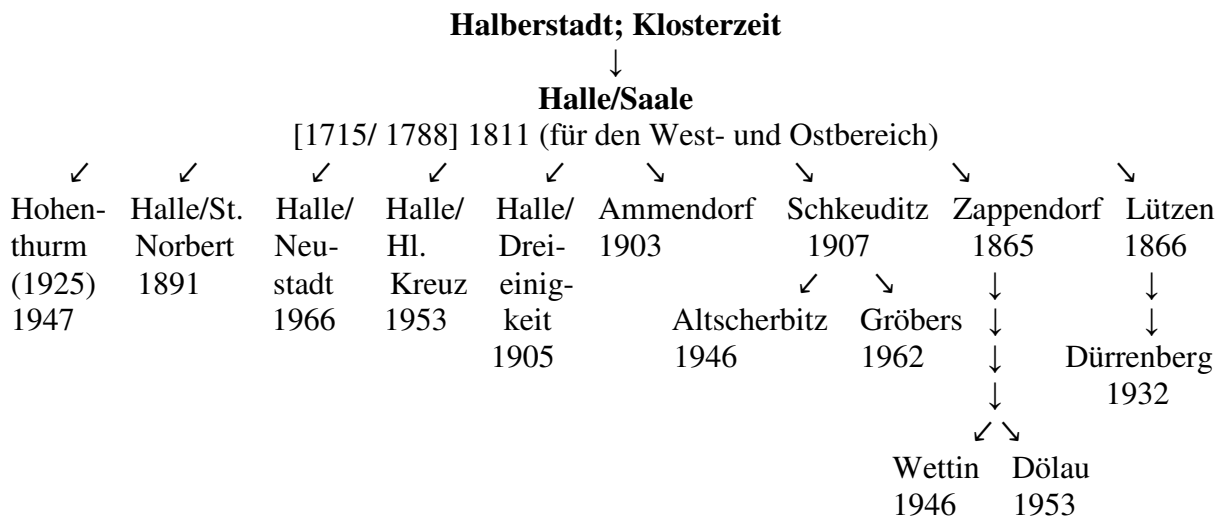 Halberstadt; Klosterzeit
↓
Halle/Saale
[1715/ 1788] 1811 (für den West- und Ostbereich)
↙ ↙ ↙ ↙ ↙ ↘ ↘ ↘ ↘
Hohen- Halle/St. Halle/ Halle/ Halle/ Ammendorf Schkeuditz Zappendorf Lützen
thurm Norbert Neu- Hl. Drei- 1903 1907 1865 1866
(1925) 1891 stadt Kreuz einig- ↙ ↘ ↓ ↓
1947 1966 1953 keit Altscherbitz Gröbers ↓ ↓
1905 1946 1962 ↓ Dürrenberg
↓ 1932
↙ ↘
Wettin Dölau
1946 1953